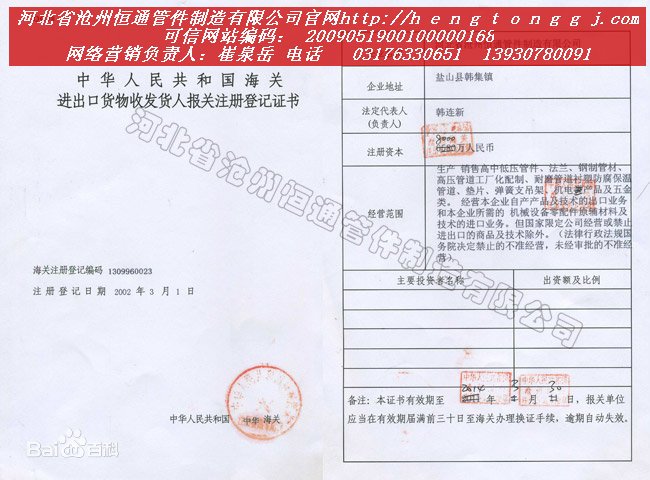 河北省沧州恒通管件制造有限公司官网http://hengtonggj.com
可信网站编码： 2009051900100000168
网络营销负责人：崔泉岳 电话 03176330651 13930780091
中华人民共和国海关
进出口货物收发货人报关注册登记证书
海关注册登记编码 1309960023
注册登记日期 2002 年 3 月 1 日
中华人民共和国 中华 海关
企业地址 盐山县韩集镇
法定代表人
(负责人)
韩连新
注册资本 万人民币
经营范围
生产 销售高中低压管件、法兰、钢制管材、
高压管道工厂化配制、耐磨管道衬塑防腐保温
管道、垫片、弹簧支吊架、机电产品及五金
类。 经营本企业自产产品及技术的出口业务
和本企业所需的 机械设备零配件原辅材料及
技术的进口业务。但国家限定公司经营或禁止
进出口的商品及技术除外。（法律行政法规国
务院决定禁止的不准经营，未经审批的不准经
营）
主要投资者名称 出资额及比例
2014 3 30
备注：本证书有效期至 年 月 日，报关单位
应当在有效期届满前三十日至海关办理换证手续，逾期自动失效。
河北省沧州恒通管件制造有限公司
Bai百科